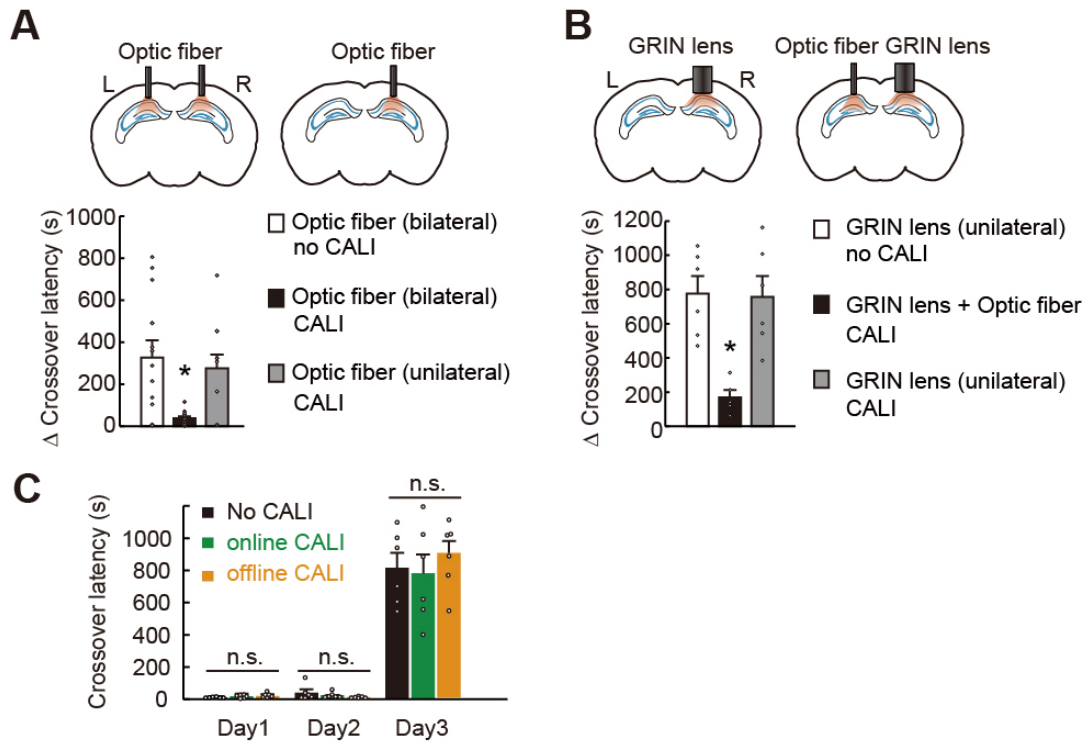 A
Optic fiber
Optic fiber
L
R
Δ Crossover latency (s)
1000
800
600
400
200
0
*
Optic fiber (bilateral)
no CALI
Optic fiber (bilateral)
CALI
Optic fiber (unilateral)
CALI
B
GRIN lens
Optic fiber GRIN lens
L
R
Δ Crossover latency (s)
1200
1000
800
600
400
200
0
*
GRIN lens (unilateral)
no CALI
GRIN lens + Optic fiber
CALI
GRIN lens (unilateral)
CALI
C
Crossover latency (s)
1000
800
600
400
200
0
No CALI
online CALI
offline CALI
n.s.
n.s.
n.s.
Day1
Day2
Day3